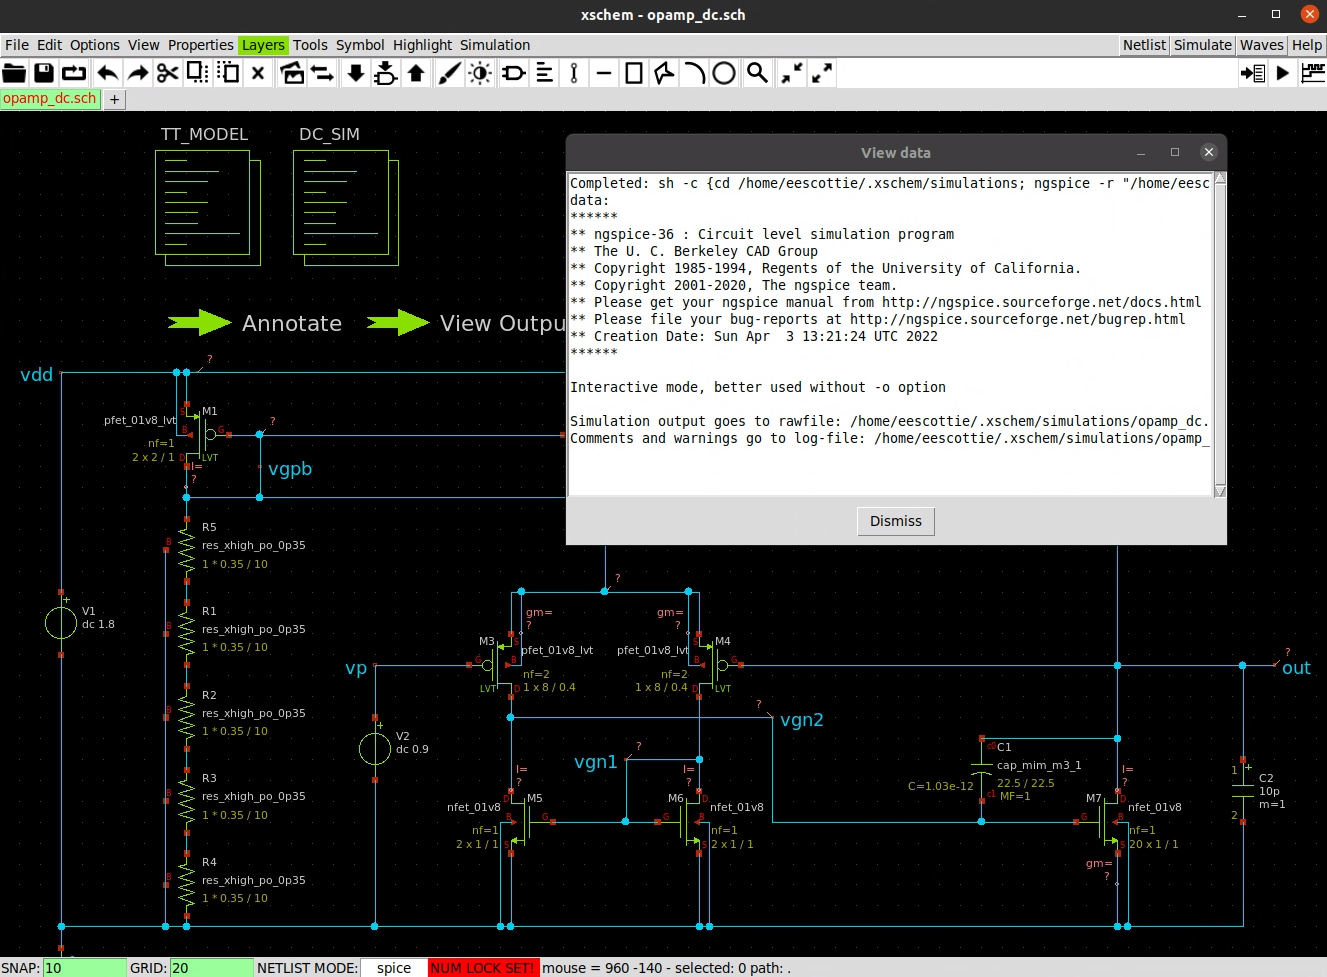 xschem - opamp_dc.sch
File Edit Options View Properties Layers Tools Symbol Highlight Simulation Netlist Simulate Waves Help
opamp_dc.sch +
TT_MODEL DC_SIM
View data
Completed: sh -c {cd /home/eescottie/.xschem/simulations; ngspice -r "/home/eesc
data:
******
** ngspice-36 : Circuit level simulation program
** The U. C. Berkeley CAD Group
** Copyright 1985-1994, Regents of the University of California.
** Copyright 2001-2020, The ngspice team.
** Please get your ngspice manual from http://ngspice.sourceforge.net/docs.html
** Please file your bug-reports at http://ngspice.sourceforge.net/bugrep.html
** Creation Date: Sun Apr  3 13:21:24 UTC 2022
******
Interactive mode, better used without -o option
Simulation output goes to rawfile: /home/eescottie/.xschem/simulations/opamp_dc.
Comments and warnings go to log-file: /home/eescottie/.xschem/simulations/opamp_
Dismiss
Annotate View Outpu
?
vdd
S
M1
pfet_01v8_lvt
B G
?
nf=1
2 x 2 / 1
D LVT
I=
?
vgpb
R5
B
res_xhigh_po_0p35
1 * 0.35 / 10
R1
B
res_xhigh_po_0p35
1 * 0.35 / 10
R2
B
res_xhigh_po_0p35
1 * 0.35 / 10
R3
B
res_xhigh_po_0p35
1 * 0.35 / 10
R4
B
res_xhigh_po_0p35
1 * 0.35 / 10
+
V1
dc 1.8
?
gm=
?
gm=
?
vp
M3
S
G B
pfet_01v8_lvt
nf=2
1 x 8 / 0.4
LVT D
M4
S
B G
pfet_01v8_lvt
nf=2
1 x 8 / 0.4
D LVT
?
out
+
V2
dc 0.9
?
vgn2
?
vgn1
I=
?
I=
?
D
M5
nfet_01v8
B G
nf=1
2 x 1 / 1
S
M6
D
nfet_01v8
G B
nf=1
2 x 1 / 1
S
c0
C1
cap_mim_m3_1
C=1.03e-12
22.5 / 22.5
MF=1
c1
I=
?
M7
D
nfet_01v8
G B
nf=1
20 x 1 / 1
S
gm=
?
1 +
C2
10p
m=1
2
SNAP: 10 GRID: 20 NETLIST MODE: spice NUM LOCK SET! mouse = 960 -140 - selected: 0 path: .